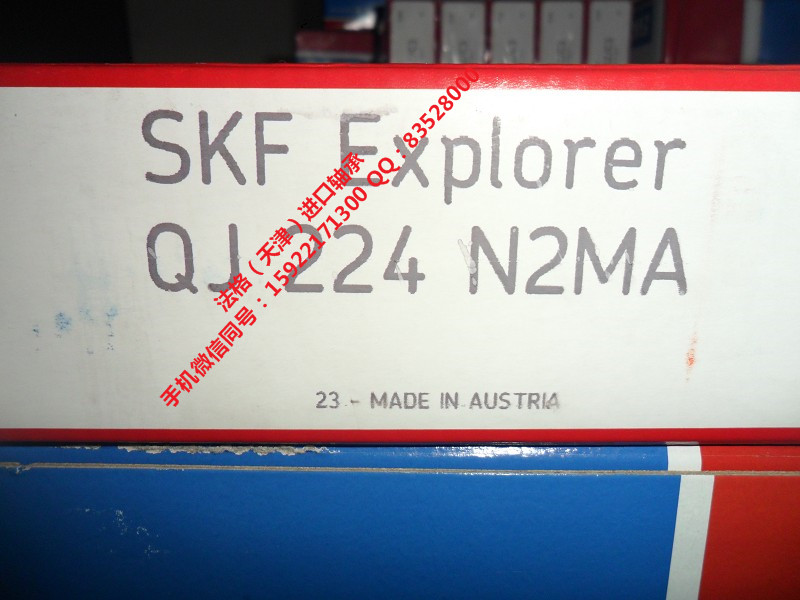 SKF Explorer
QJ 224 N2MA
23 - MADE IN AUSTRIA
法格（天津）进口轴承
手机微信同号：15922171300 QQ：83528000